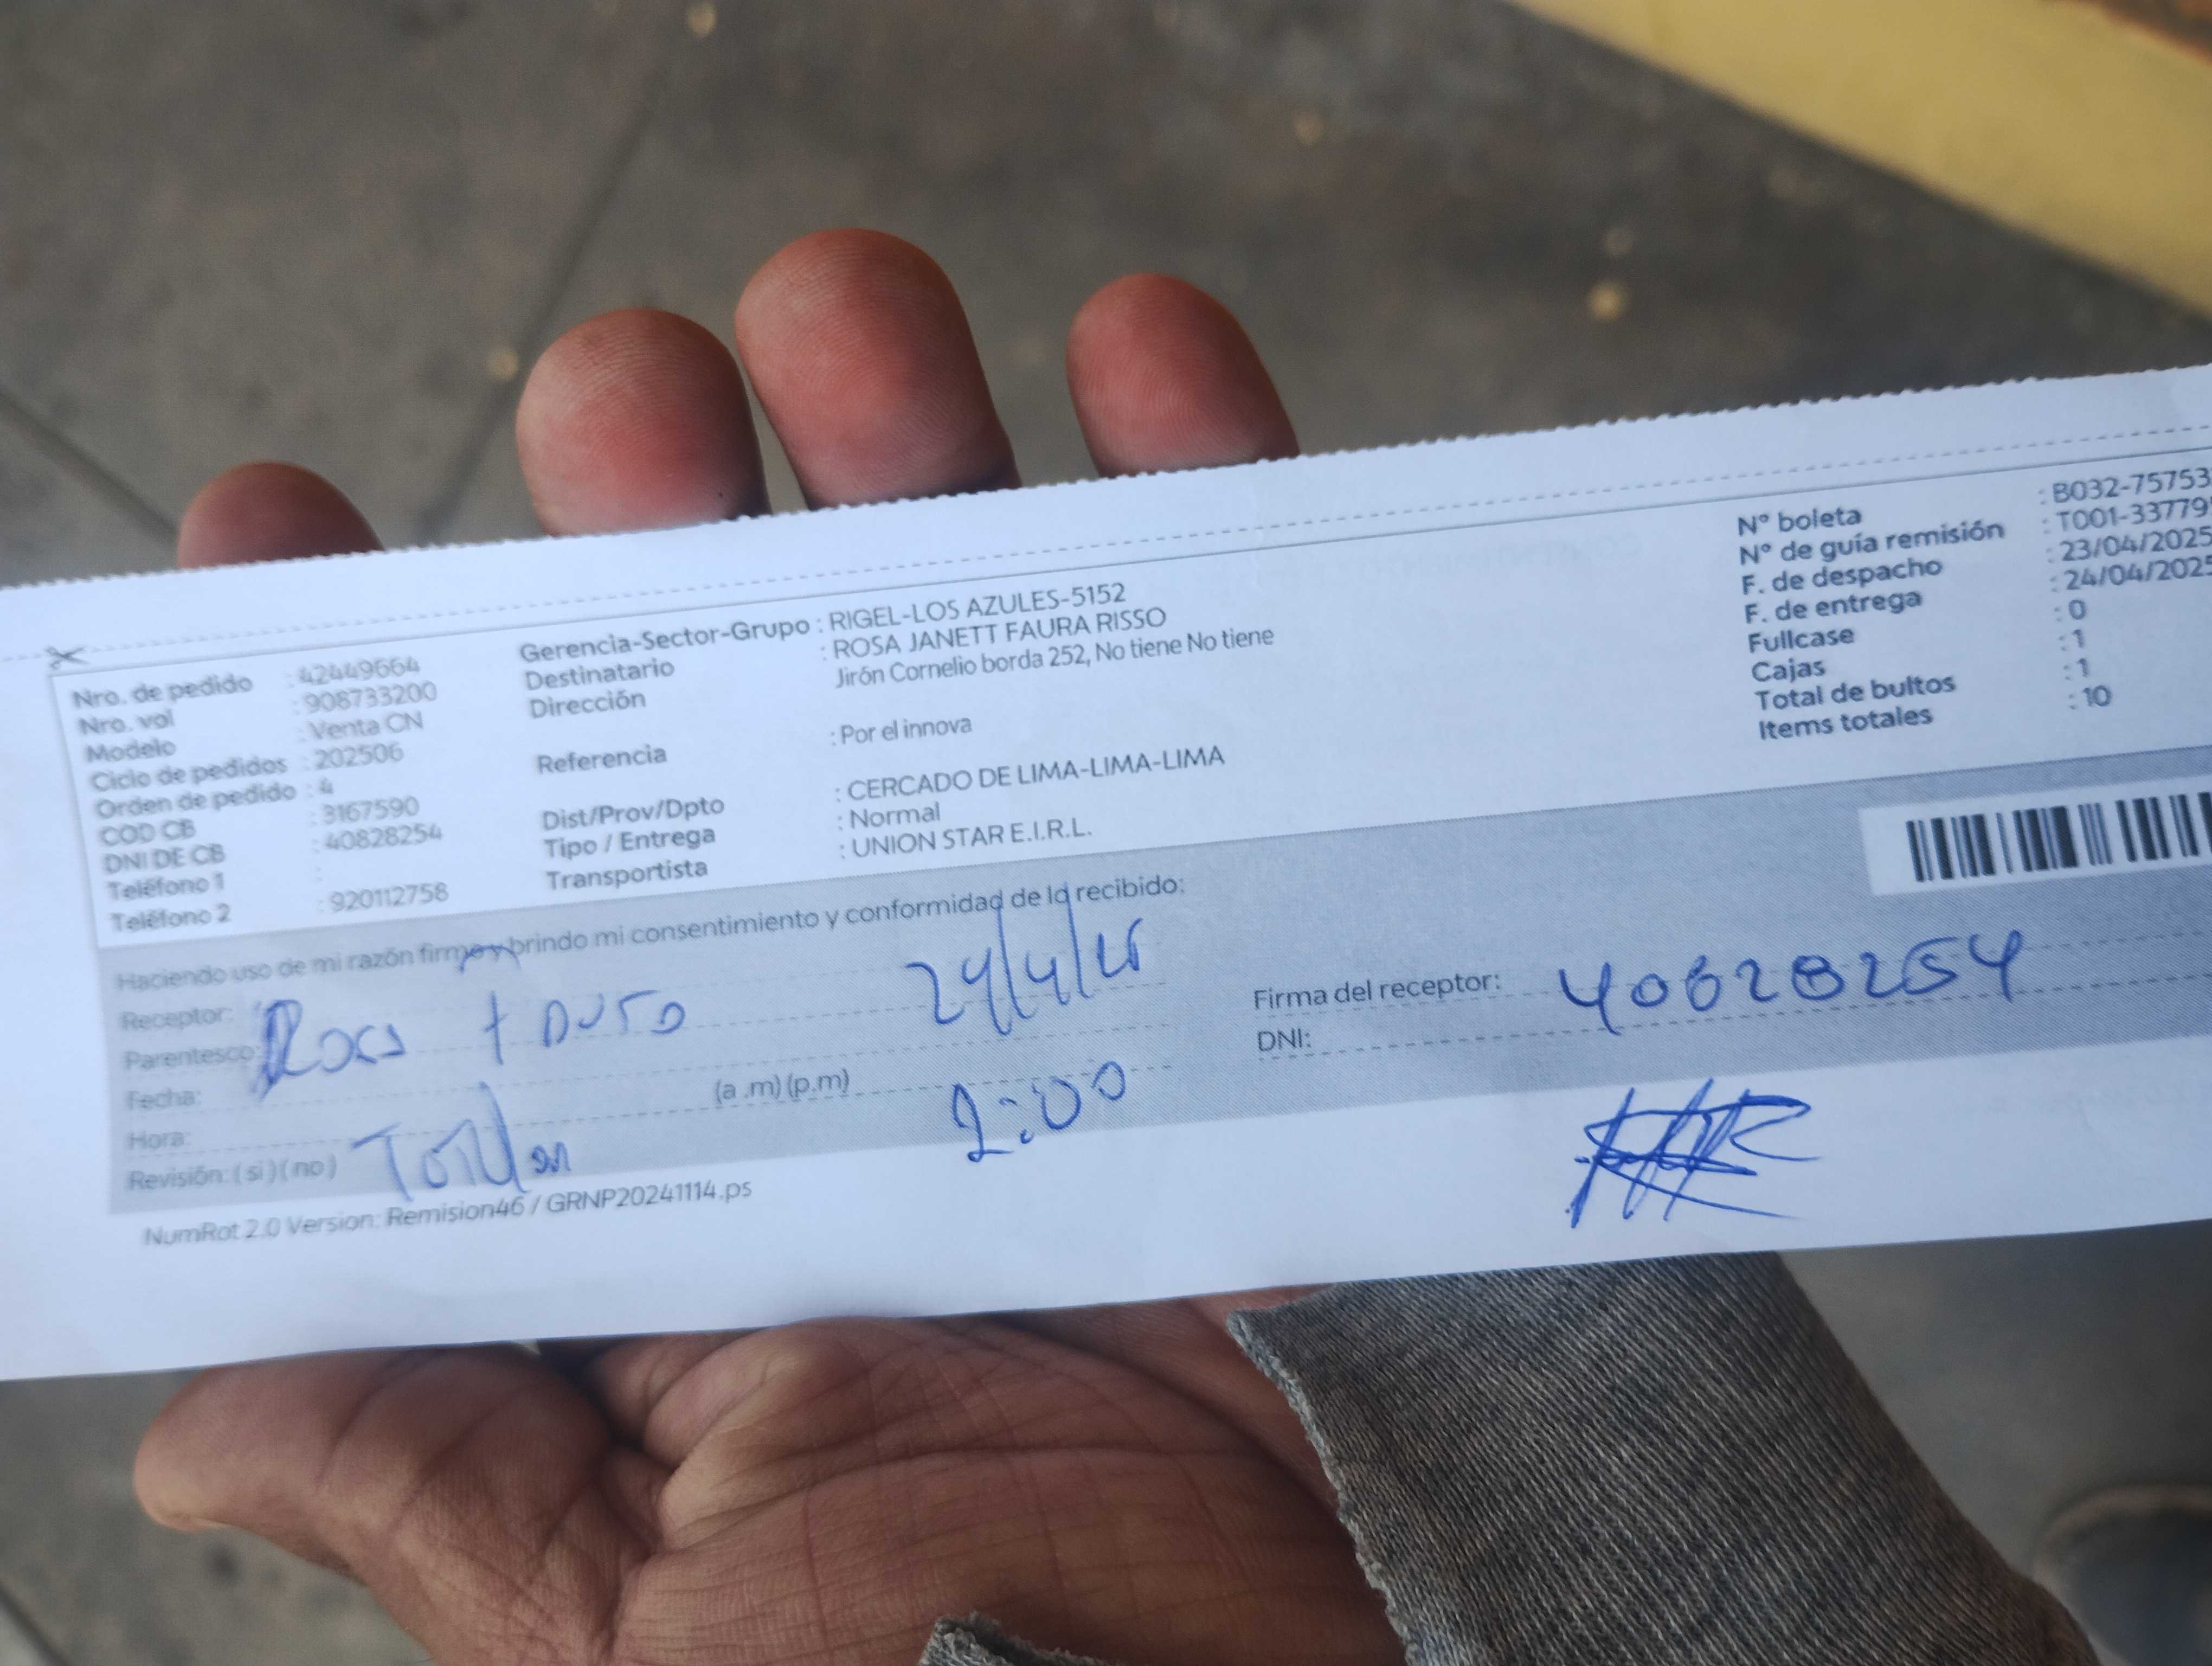 Nro. de pedido : 42449664
Nro. vol : 908733200
Modelo : Venta CN
Ciclo de pedidos : 202506
Orden de pedido : 4
COD CB : 3167590
DNI DE CB : 40828254
Teléfono 1 :
Teléfono 2 : 920112758
Gerencia-Sector-Grupo : RIGEL-LOS AZULES-5152
Destinatario : ROSA JANETT FAURA RISSO
Dirección Jirón Cornelio borda 252, No tiene No tiene
Referencia : Por el innova
Dist/Prov/Dpto : CERCADO DE LIMA-LIMA-LIMA
Tipo / Entrega : Normal
Transportista : UNION STAR E.I.R.L.
N° boleta : B032-75753
N° de guía remisión : T001-33779
F. de despacho : 23/04/2025
F. de entrega : 24/04/2025
Fullcase : 0
Cajas : 1
Total de bultos : 1
Items totales : 10
Haciendo uso de mi razón firmo y brindo mi consentimiento y conformidad de lo recibido:
Receptor:
Parentesco:
Fecha: 24/4/25
Hora: (a .m) (p.m) 2:00
Revisión: ( si ) ( no )
Firma del receptor: 40828254
DNI:
NumRot 2.0 Version: Remision46 / GRNP20241114.ps